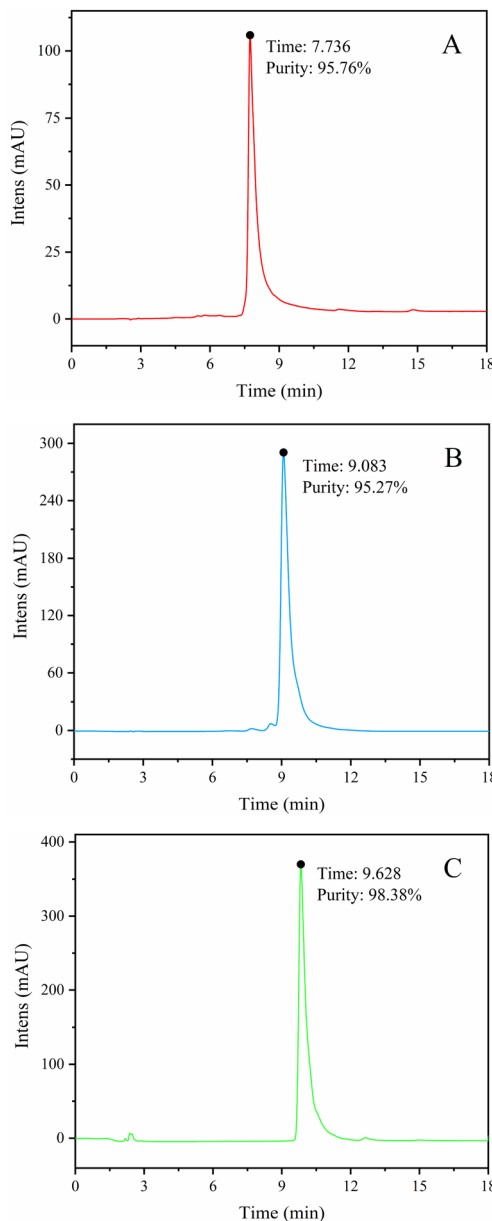 A
Time: 7.736
Purity: 95.76%
100
75
50
25
0
Intens (mAU)
0 3 6 9 12 15 18
Time (min)
B
Time: 9.083
Purity: 95.27%
300
240
180
120
60
0
Intens (mAU)
0 3 6 9 12 15 18
Time (min)
C
Time: 9.628
Purity: 98.38%
400
300
200
100
0
Intens (mAU)
0 3 6 9 12 15 18
Time (min)